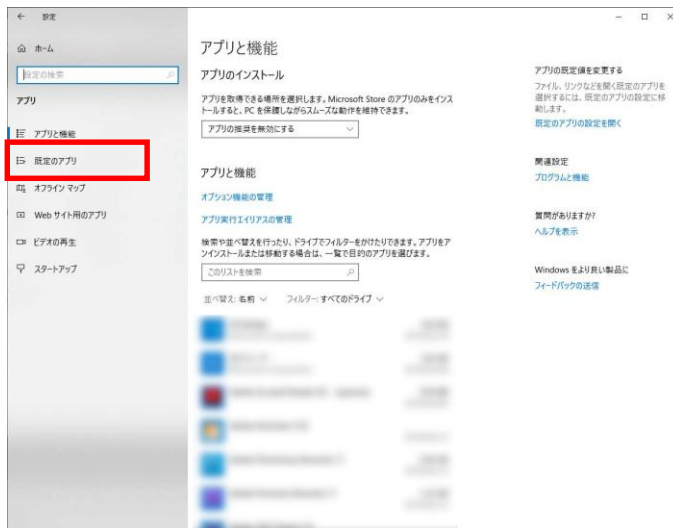 ← 設定
ホーム
設定の検索
アプリ
アプリと機能
既定のアプリ
オフライン マップ
Web サイト用のアプリ
ビデオの再生
スタートアップ
アプリと機能
アプリのインストール
アプリを取得できる場所を選択します。Microsoft Store のアプリのみをインス
トールすると、PC を保護しながらスムーズな動作を維持できます。
アプリの推奨を無効にする
アプリと機能
オプション機能の管理
アプリ実行エイリアスの管理
検索や並べ替えを行ったり、ドライブでフィルターをかけたりできます。アプリをア
ンインストールまたは移動する場合は、一覧で目的のアプリを選びます。
このリストを検索
並べ替え: 名前 フィルター: すべてのドライブ
アプリの既定値を変更する
ファイル、リンクなどを開く既定のアプリを
選択するには、既定のアプリの設定に移
動します。
既定のアプリの設定を開く
関連設定
プログラムと機能
質問がありますか?
ヘルプを表示
Windows をより良い製品に
フィードバックの送信